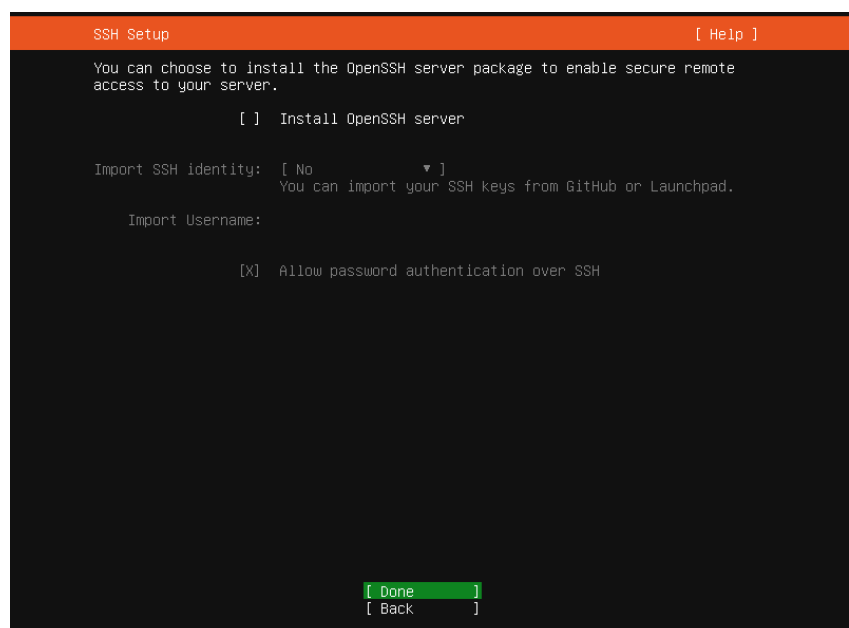 SSH Setup [ Help ]
You can choose to install the OpenSSH server package to enable secure remote
access to your server.
[ ] Install OpenSSH server
Import SSH identity: [ No ▼ ]
You can import your SSH keys from GitHub or Launchpad.
Import Username:
[X] Allow password authentication over SSH
[ Done ]
[ Back ]